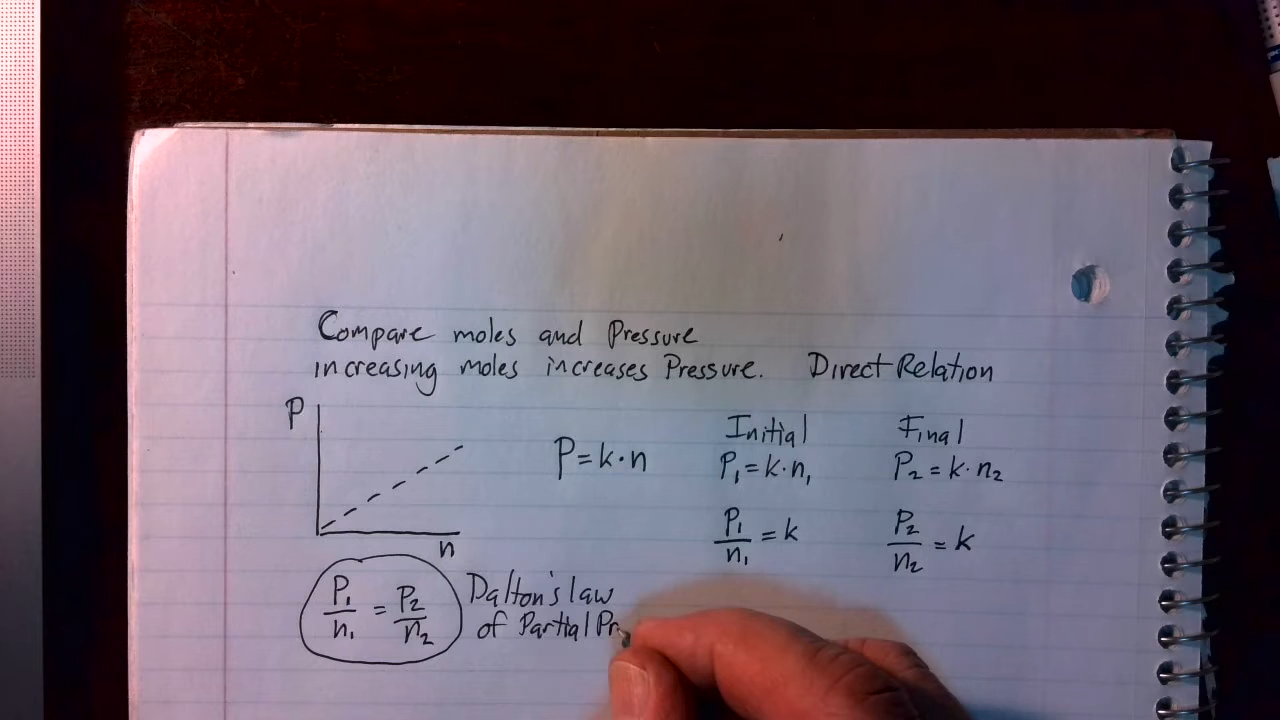 Compare moles and Pressure
increasing moles increases Pressure. Direct Relation
P
n
P=k·n
Initial
P₁=k·n₁
P₁/n₁ = k
Final
P₂=k·n₂
P₂/n₂ = k
P₁/n₁ = P₂/n₂
Dalton's law
of Partial Pr